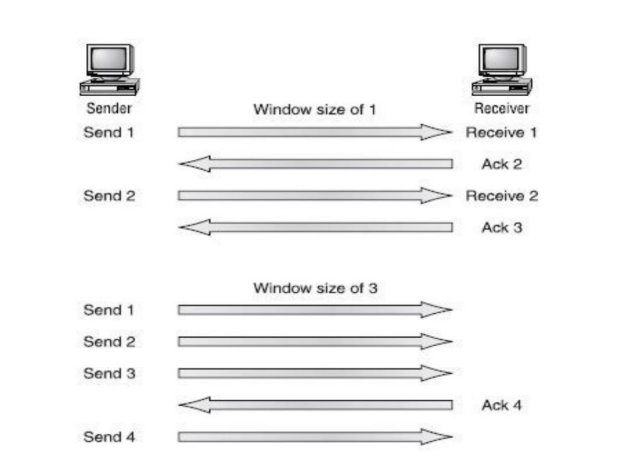 Sender Receiver
Window size of 1
Send 1 Receive 1
Ack 2
Send 2 Receive 2
Ack 3
Window size of 3
Send 1
Send 2
Send 3
Ack 4
Send 4